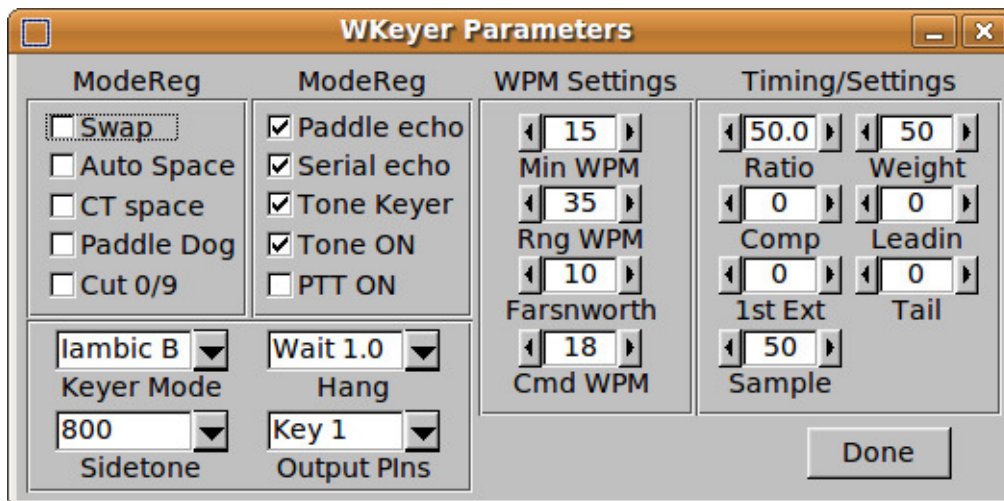 WKeyer Parameters
ModeReg ModeReg WPM Settings Timing/Settings
Swap
Auto Space
CT space
Paddle Dog
Cut 0/9
Paddle echo
Serial echo
Tone Keyer
Tone ON
PTT ON
Iambic B
Keyer Mode
Wait 1.0
Hang
800
Sidetone
Key 1
Output PIns
15
Min WPM
35
Rng WPM
10
Farsnworth
18
Cmd WPM
50.0 50
Ratio Weight
0 0
Comp Leadin
0 0
1st Ext Tail
50
Sample
Done